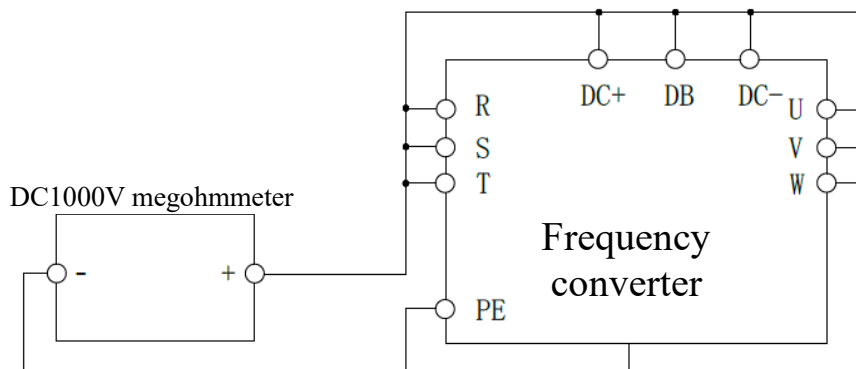 DC+ DB DC-
R
U
S
V
T
W
DC1000V megohmmeter
- +
Frequency
converter
PE